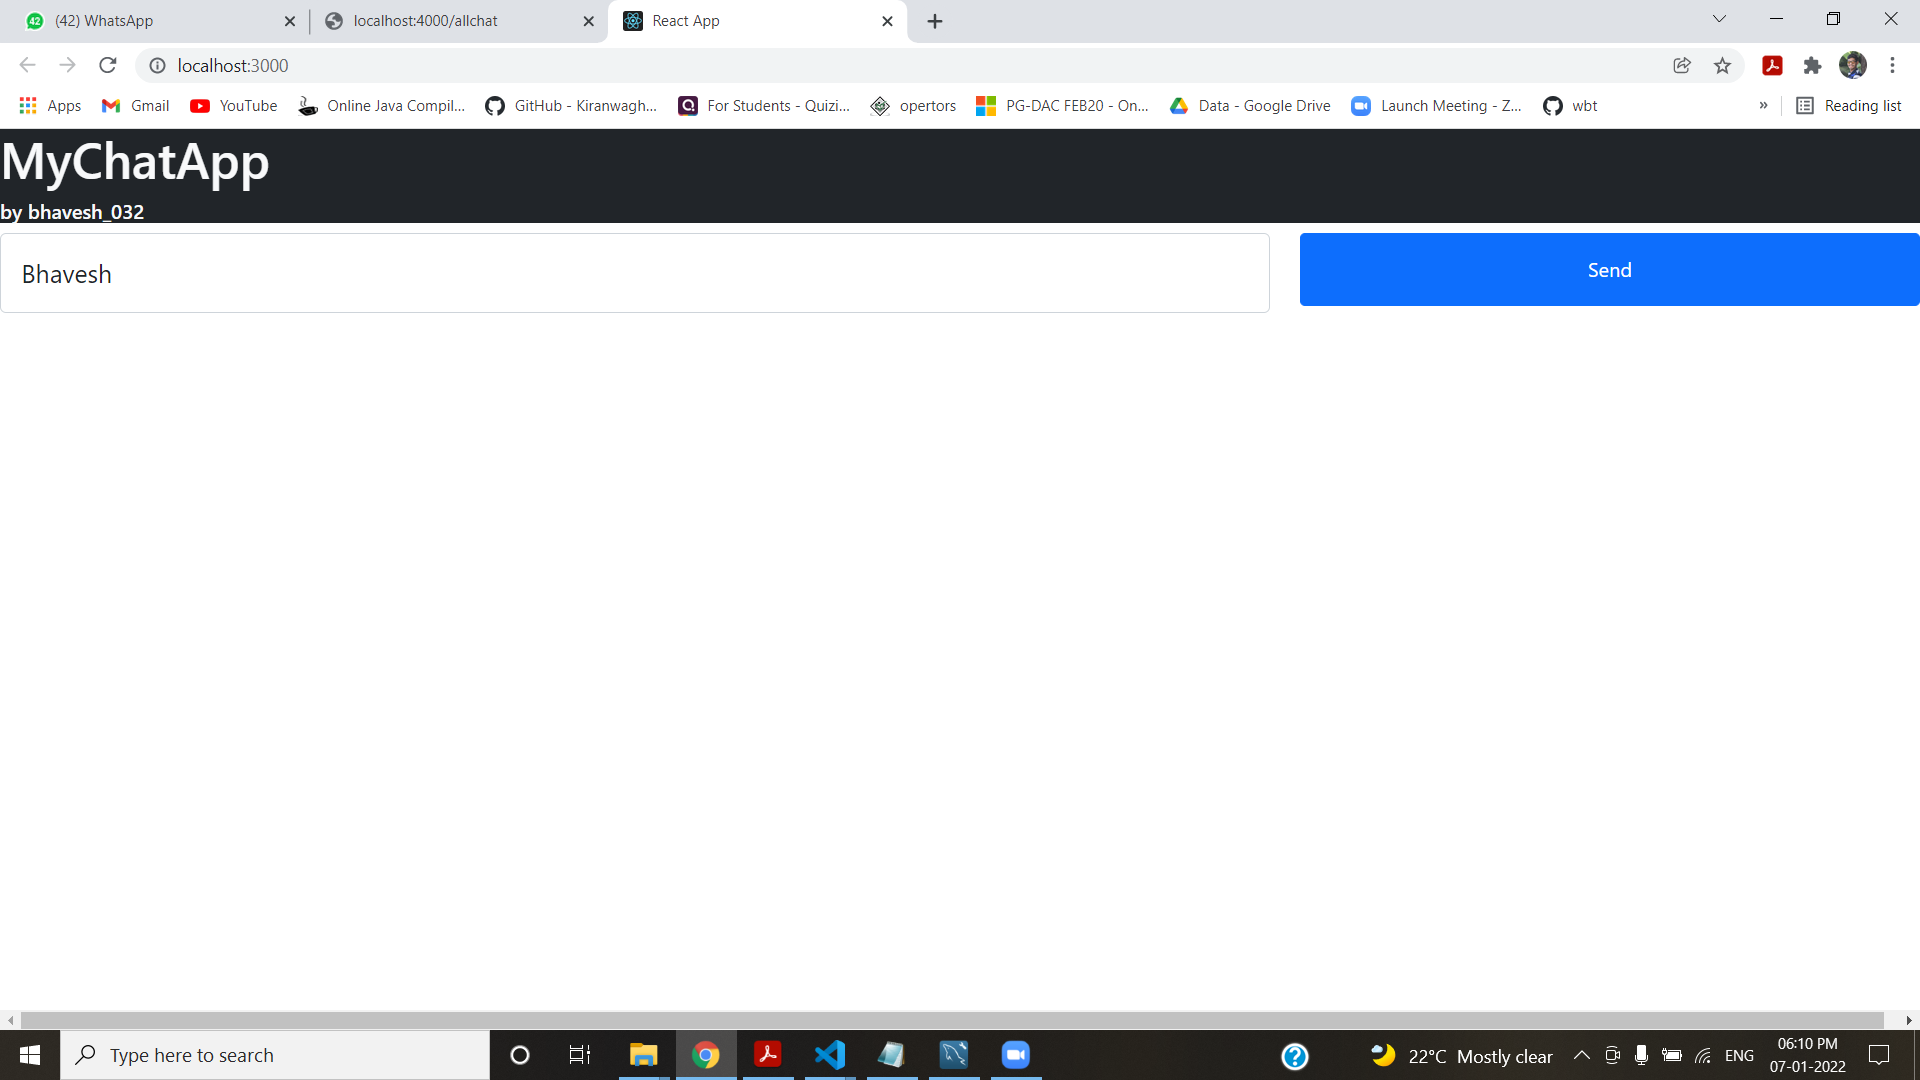 42 (42) WhatsApp
localhost:4000/allchat
React App
localhost:3000
Apps
Gmail
YouTube
Online Java Compil...
GitHub - Kiranwagh...
For Students - Quizi...
opertors
PG-DAC FEB20 - On...
Data - Google Drive
Launch Meeting - Z...
wbt
»
Reading list
MyChatApp
by bhavesh_032
Bhavesh
Send
Type here to search
22°C Mostly clear
ENG
06:10 PM
07-01-2022